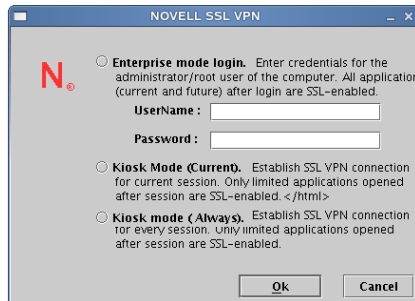 NOVELL SSL VPN
N®
Enterprise mode login. Enter credentials for the
administrator/root user of the computer. All application
(current and future) after login are SSL-enabled.
UserName :
Password :
Kiosk Mode (Current). Establish SSL VPN connection
for current session. Only limited applications opened
after session are SSL-enabled. </html>
Kiosk mode ( Always). Establish SSL VPN connection
for every session. Only limited applications opened
after session are SSL-enabled.
Ok Cancel